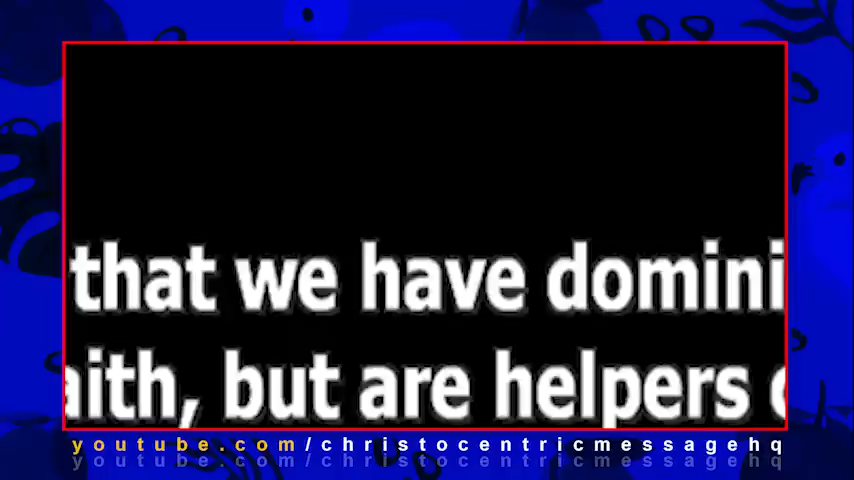 that we have domini
aith, but are helpers
youtube.com/christocentricmessagehq